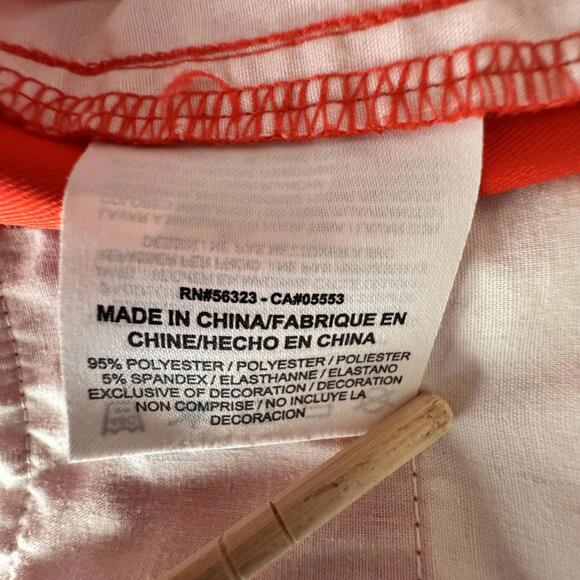 RN#56323 - CA#05553
MADE IN CHINA/FABRIQUE EN
CHINE/HECHO EN CHINA
95% POLYESTER / POLYESTER / POLIESTER
5% SPANDEX / ELASTHANNE / ELASTANO
EXCLUSIVE OF DECORATION / DECORATION
NON COMPRISE / NO INCLUYE LA
DECORACION